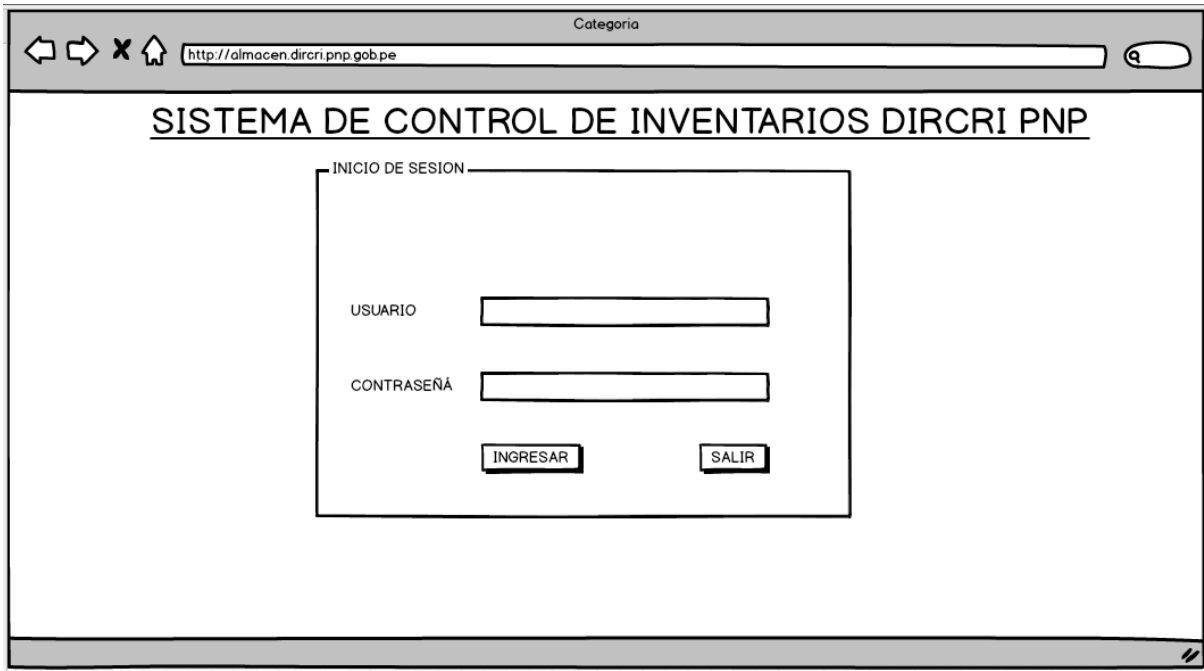 Categoria
http://almacen.dircri.pnp.gob.pe
SISTEMA DE CONTROL DE INVENTARIOS DIRCRI PNP
INICIO DE SESION
USUARIO
CONTRASEÑÁ
INGRESAR SALIR